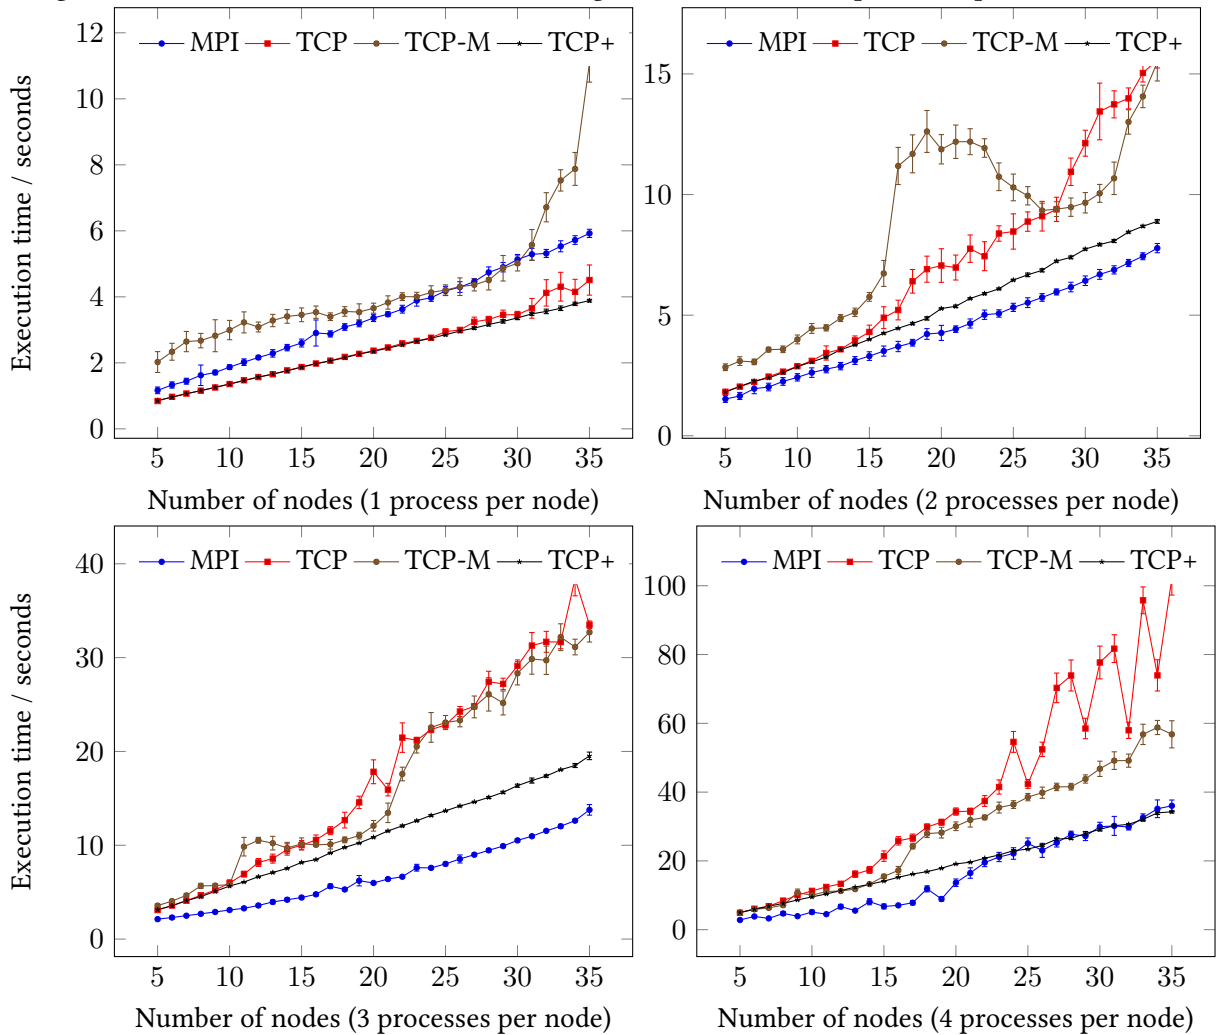 MPI TCP TCP-M TCP+
Execution time / seconds
12
10
8
6
4
2
0
5 10 15 20 25 30 35
Number of nodes (1 process per node)
MPI TCP TCP-M TCP+
15
10
5
0
5 10 15 20 25 30 35
Number of nodes (2 processes per node)
MPI TCP TCP-M TCP+
Execution time / seconds
40
30
20
10
0
5 10 15 20 25 30 35
Number of nodes (3 processes per node)
MPI TCP TCP-M TCP+
100
80
60
40
20
0
5 10 15 20 25 30 35
Number of nodes (4 processes per node)